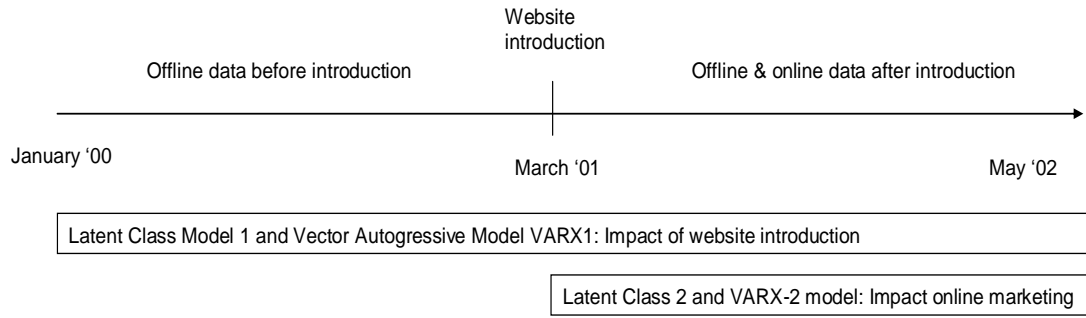 Website
introduction
Offline data before introduction
Offline & online data after introduction
January ‘00
March ‘01
May ‘02
Latent Class Model 1 and Vector Autogressive Model VARX1: Impact of website introduction
Latent Class 2 and VARX-2 model: Impact online marketing